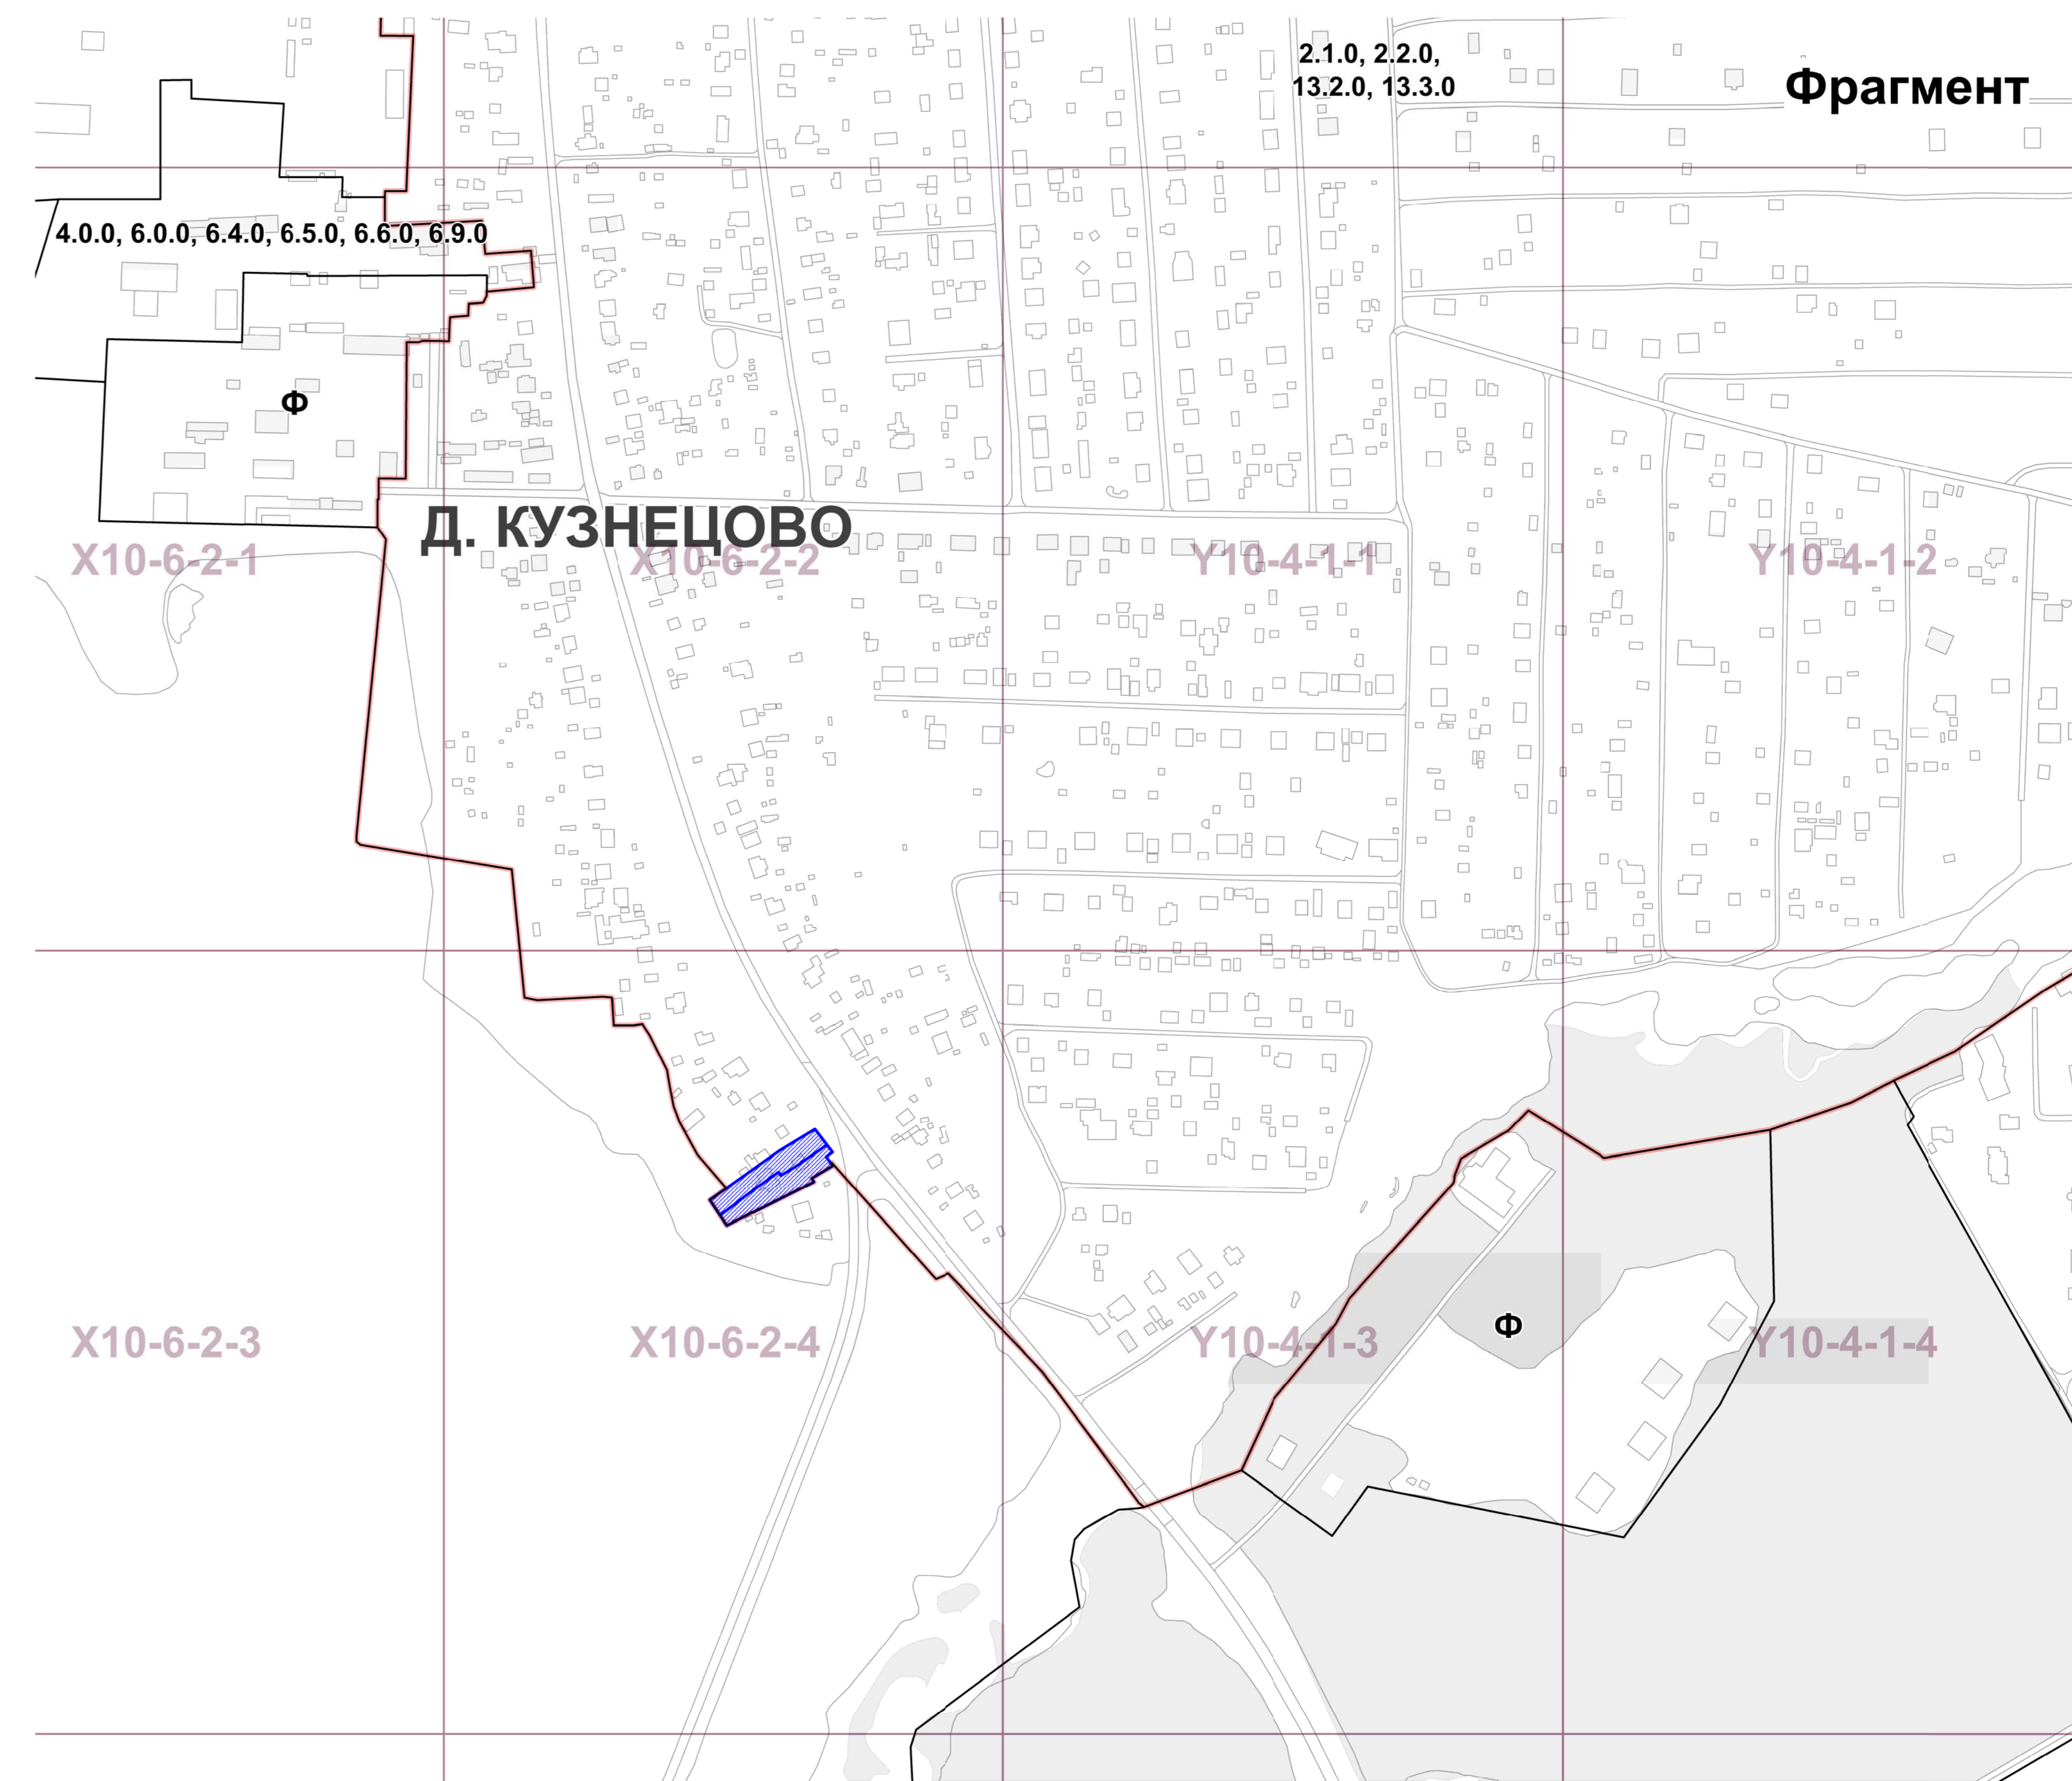 2.1.0, 2.2.0,
13.2.0, 13.3.0
Фрагмент
4.0.0, 6.0.0, 6.4.0, 6.5.0, 6.6.0, 6.9.0
Ф
Д. КУЗНЕЦОВО
X10-6-2-1
X10-6-2-2
Y10-4-1-1
Y10-4-1-2
Ф
X10-6-2-3
X10-6-2-4
Y10-4-1-3
Y10-4-1-4